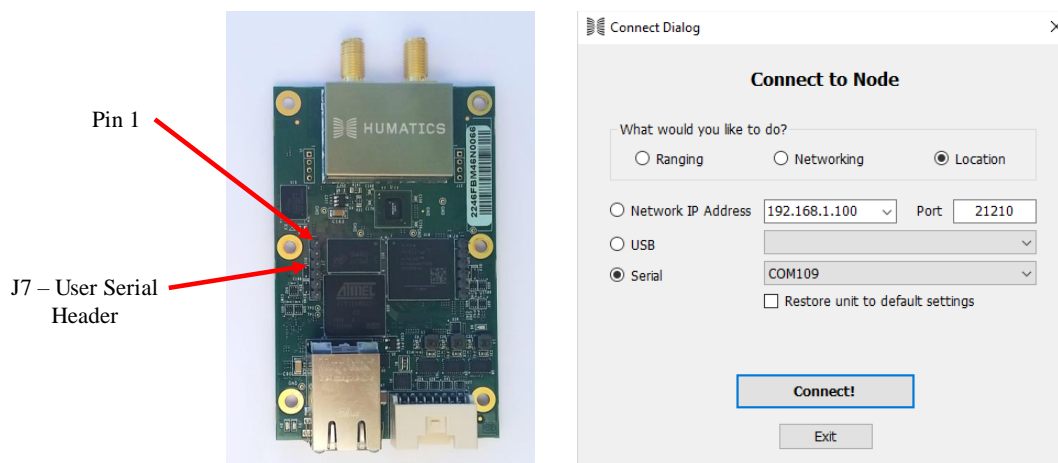 Pin 1
J7 – User Serial
Header
HUMATICS
2246FBM46N0066
ATMEL
Connect Dialog
Connect to Node
What would you like to do?
Ranging
Networking
Location
Network IP Address
192.168.1.100
Port
21210
USB
Serial
COM109
Restore unit to default settings
Connect!
Exit